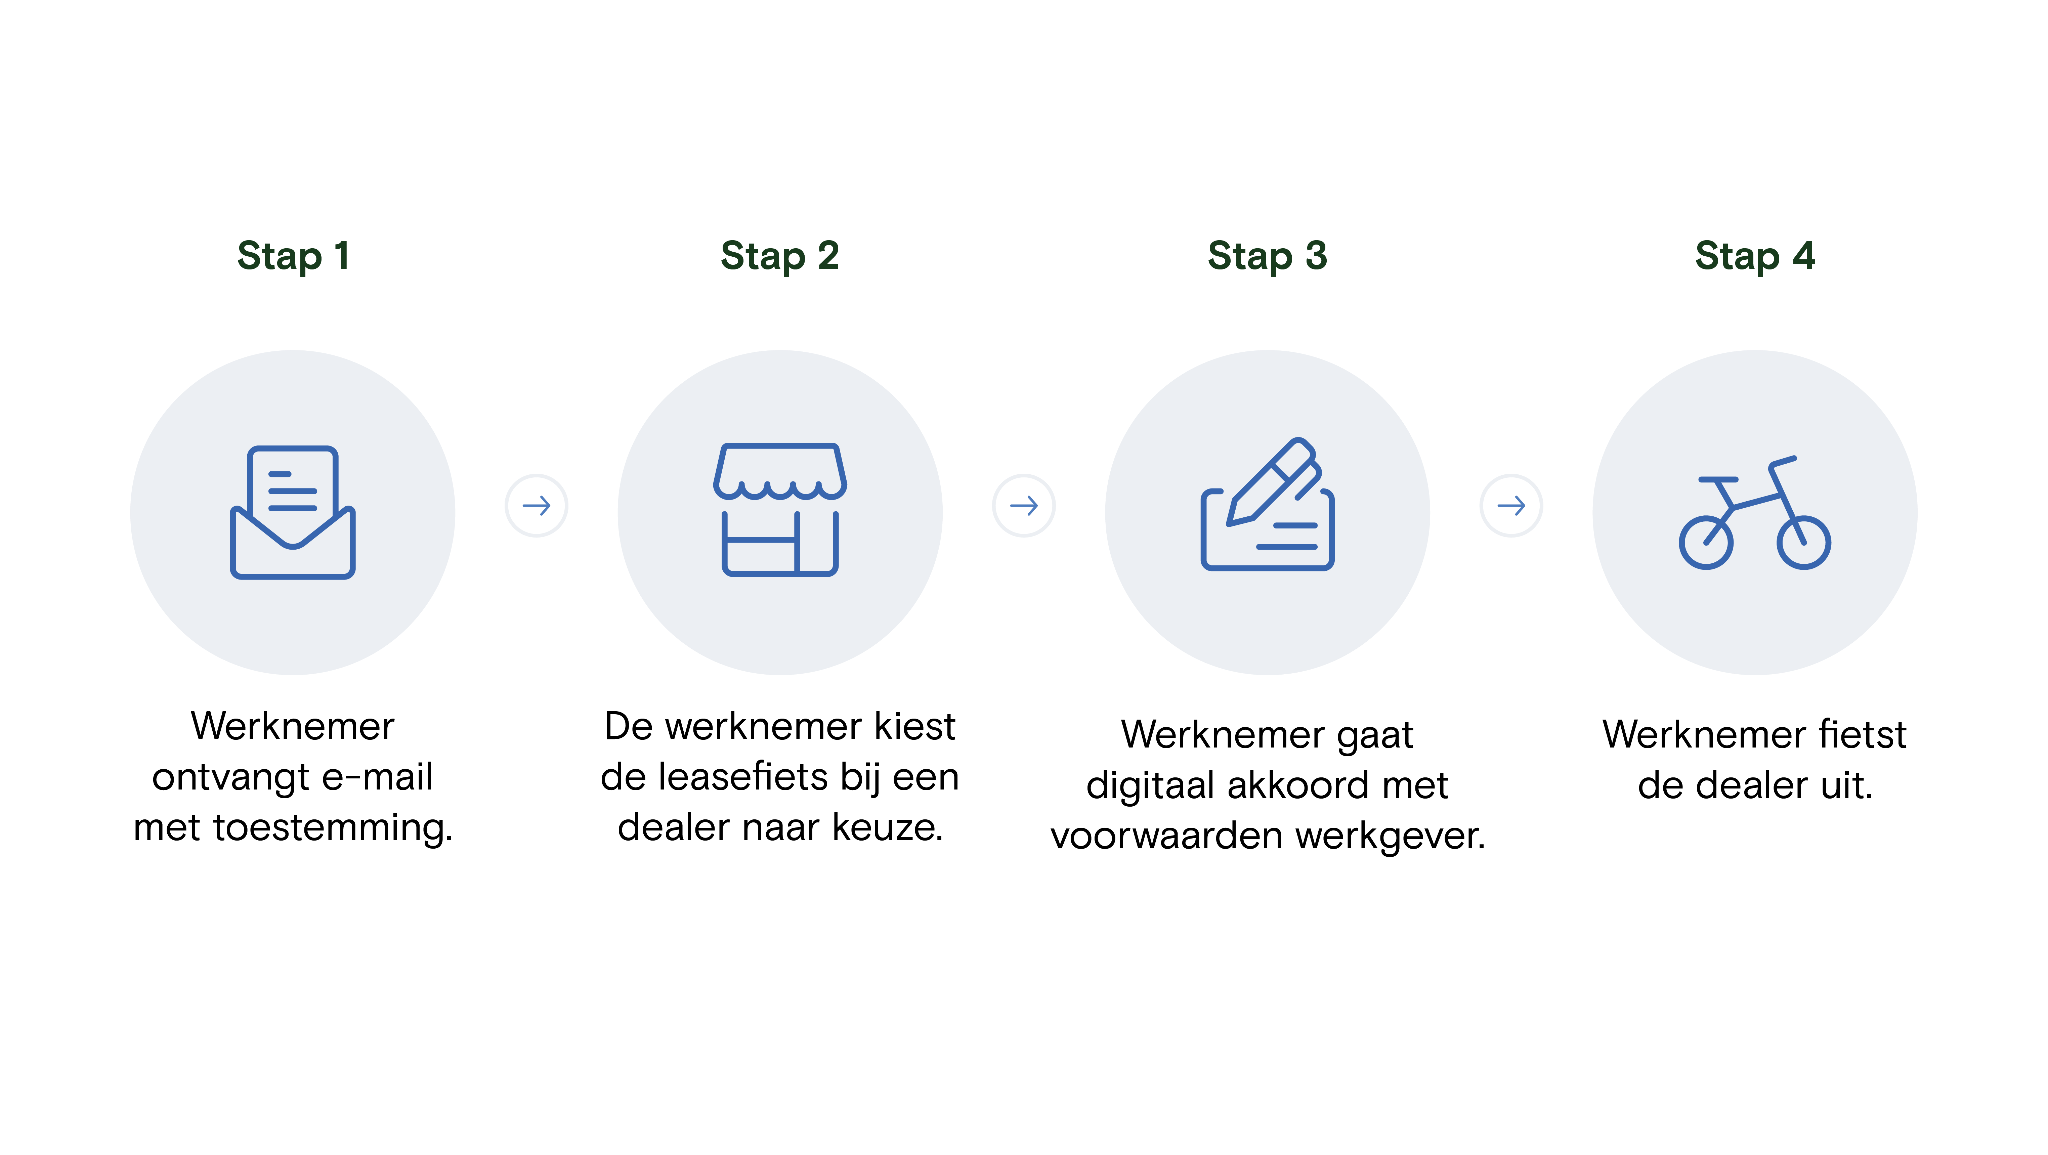 Stap 1
Werknemer
ontvangt e-mail
met toestemming.
Stap 2
De werknemer kiest
de leasefiets bij een
dealer naar keuze.
Stap 3
Werknemer gaat
digitaal akkoord met
voorwaarden werkgever.
Stap 4
Werknemer fietst
de dealer uit.